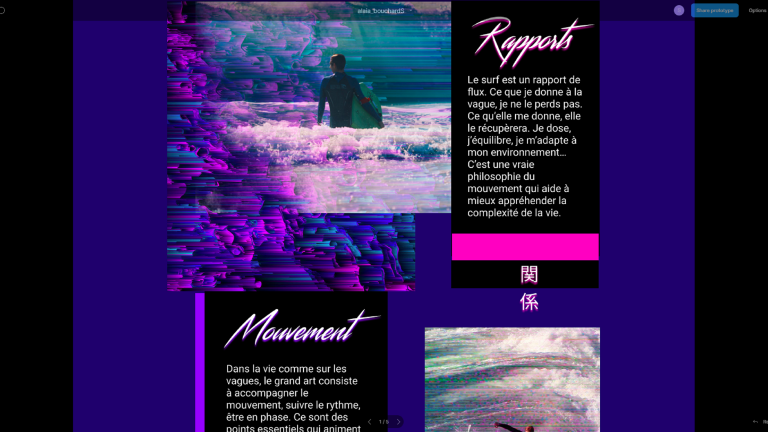 alaia_bouchardS
Share prototype
Options
Rapports
Le surf est un rapport de
flux. Ce que je donne à la
vague, je ne le perds pas.
Ce qu'elle me donne, elle
le récupèrera. Je dose,
j'équilibre, je m'adapte à
mon environnement…
C'est une vraie
philosophie du
mouvement qui aide à
mieux appréhender la
complexité de la vie.
関
係
Mouvement
Dans la vie comme sur les
vagues, le grand art consiste
à accompagner le
mouvement, suivre le rythme,
être en phase. Ce sont des
points essentiels qui animent
1 / 5